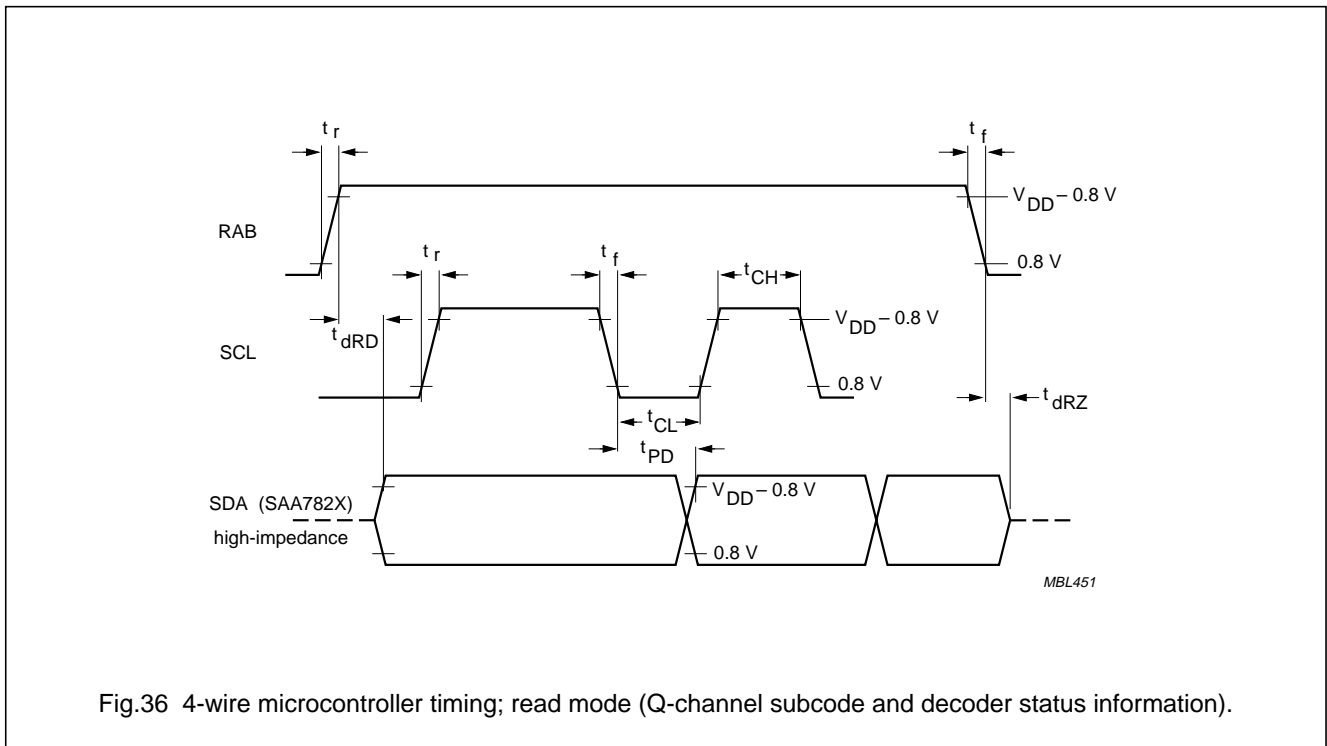 t r
t f
V DD – 0.8 V
RAB
0.8 V
t r
t f
t CH
V DD – 0.8 V
t dRD
SCL
0.8 V
t dRZ
t CL
t PD
V DD – 0.8 V
SDA (SAA782X)
high-impedance
0.8 V
MBL451
Fig.36 4-wire microcontroller timing; read mode (Q-channel subcode and decoder status information).